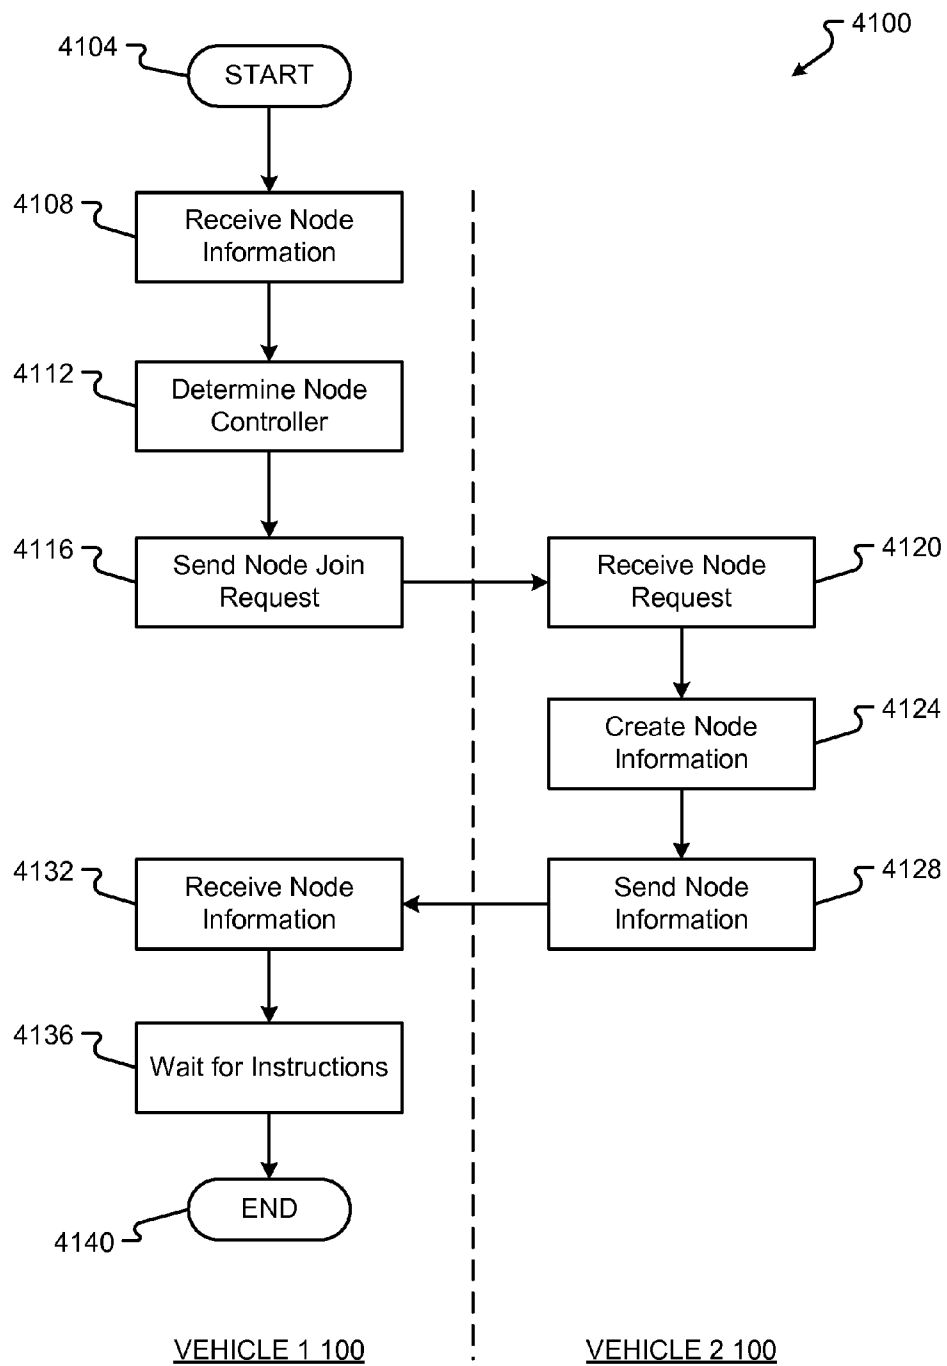 4100
4104
START
4108
Receive Node
Information
4112
Determine Node
Controller
4116
Send Node Join
Request
4120
Receive Node
Request
4124
Create Node
Information
4128
Send Node
Information
4132
Receive Node
Information
4136
Wait for Instructions
END
4140
VEHICLE 1 100
VEHICLE 2 100